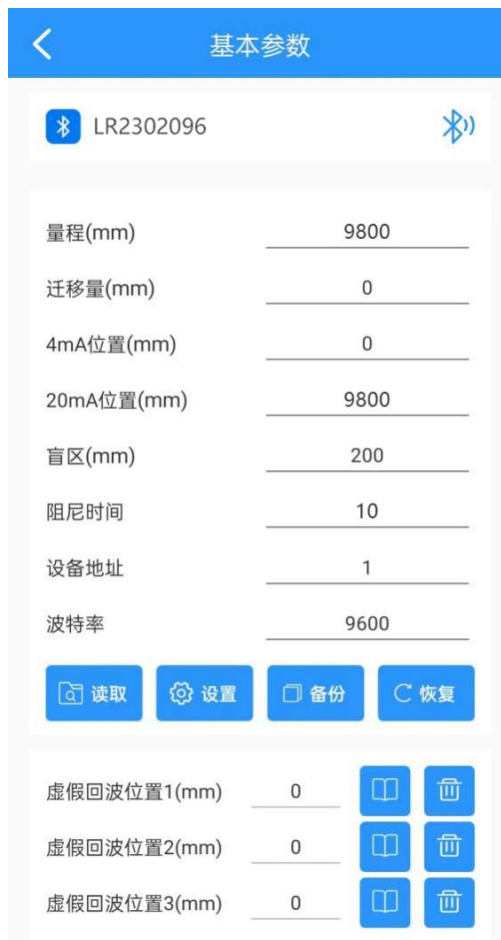 基本参数
LR2302096
量程(mm) 9800
迁移量(mm) 0
4mA位置(mm) 0
20mA位置(mm) 9800
盲区(mm) 200
阻尼时间 10
设备地址 1
波特率 9600
读取 设置 备份 恢复
虚假回波位置1(mm) 0
虚假回波位置2(mm) 0
虚假回波位置3(mm) 0